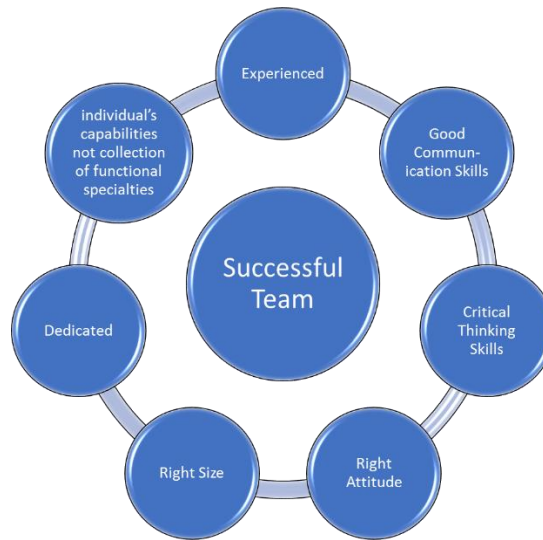 Experienced
Good
Commun-
ication Skills
Critical
Thinking
Skills
Right
Attitude
Right Size
Dedicated
individual's
capabilities
not collection
of functional
specialties
Successful
Team